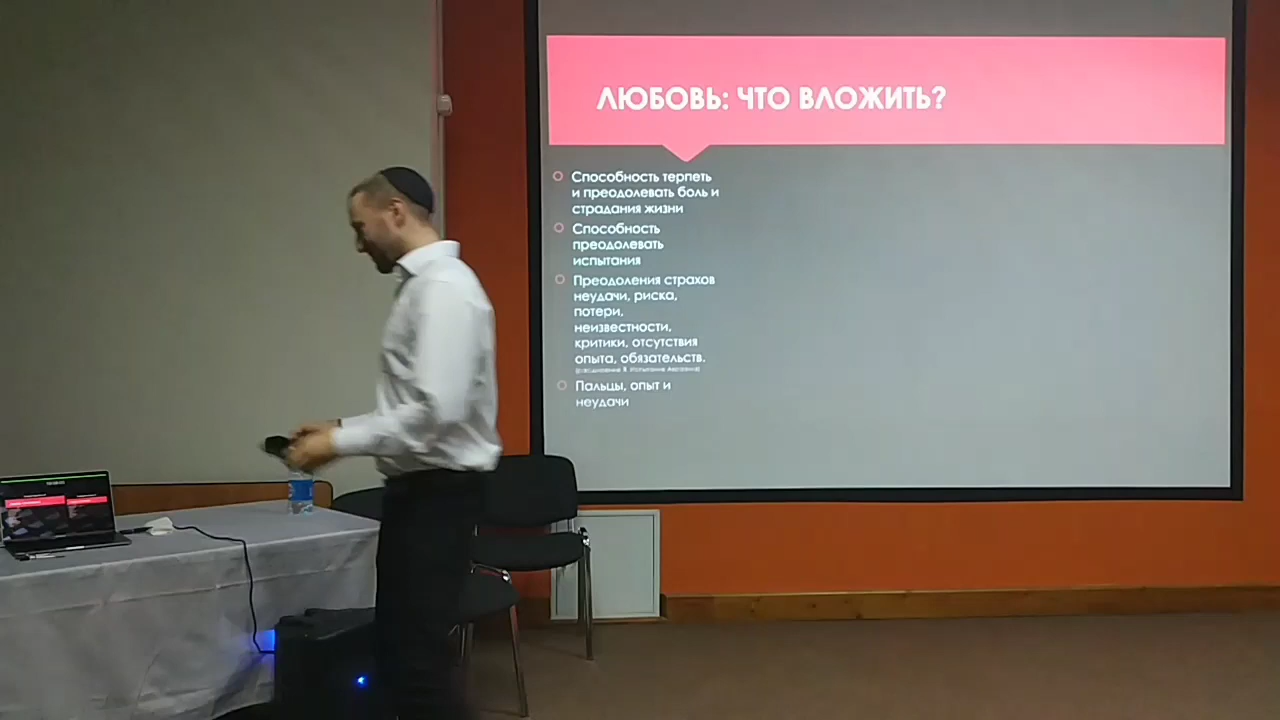 ЛЮБОВЬ: ЧТО ВЛОЖИТЬ?
Способность терпеть
и преодолевать боль и
страдания жизни
Способность
преодолевать
испытания
Преодоления страхов
неудачи, риска,
потери,
неизвестности,
критики, отсутствия
опыта, обязательств.
Пальцы, опыт и
неудачи